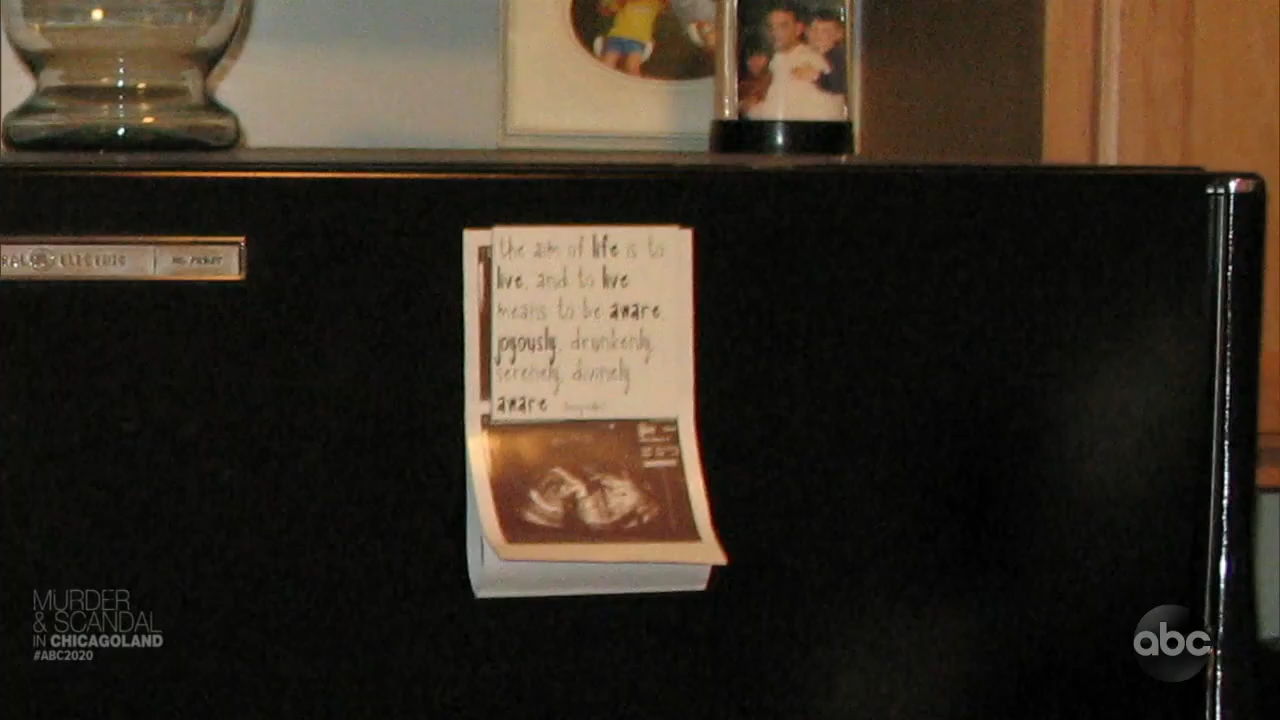 the aim of life is to
live, and to live
means to be aware
joyously, drunkenly,
serenely, divinely
aware
MURDER
& SCANDAL
IN CHICAGOLAND
#ABC2020
abc